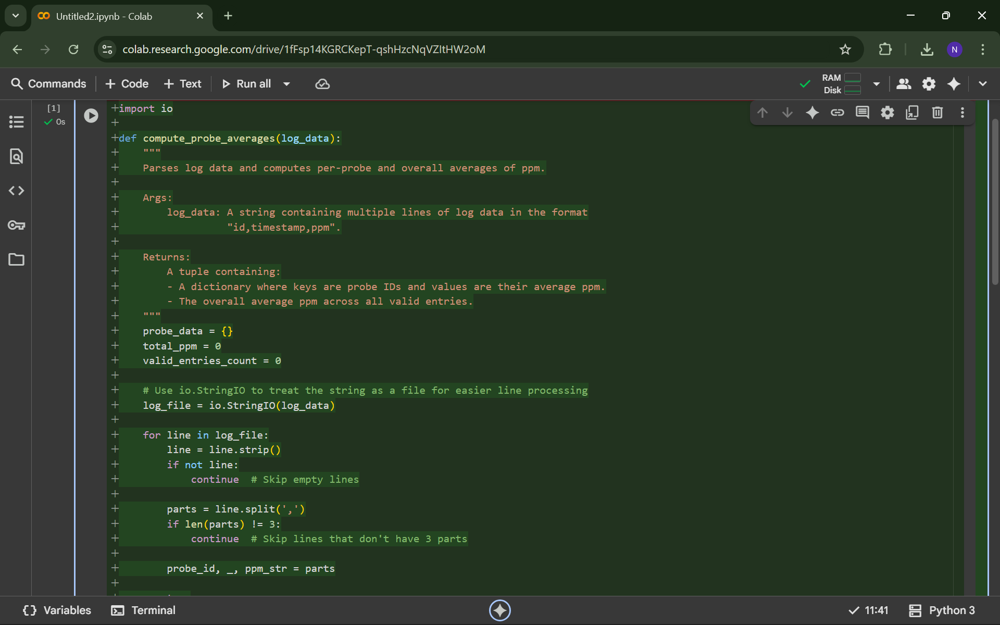 Untitled2.ipynb - Colab
colab.research.google.com/drive/1fFsp14KGRCKepT-qshHzcNqVZItHW2oM
N
Commands + Code + Text Run all
RAM
Disk
[1]
0s
+import io
+
+def compute_probe_averages(log_data):
+    """
+    Parses log data and computes per-probe and overall averages of ppm.
+
+    Args:
+        log_data: A string containing multiple lines of log data in the format
+                  "id,timestamp,ppm".
+
+    Returns:
+        A tuple containing:
+        - A dictionary where keys are probe IDs and values are their average ppm.
+        - The overall average ppm across all valid entries.
+    """
+    probe_data = {}
+    total_ppm = 0
+    valid_entries_count = 0
+
+    # Use io.StringIO to treat the string as a file for easier line processing
+    log_file = io.StringIO(log_data)
+
+    for line in log_file:
+        line = line.strip()
+        if not line:
+            continue  # Skip empty lines
+
+        parts = line.split(',')
+        if len(parts) != 3:
+            continue  # Skip lines that don't have 3 parts
+
+        probe_id, _, ppm_str = parts
+
{} Variables Terminal
11:41 Python 3